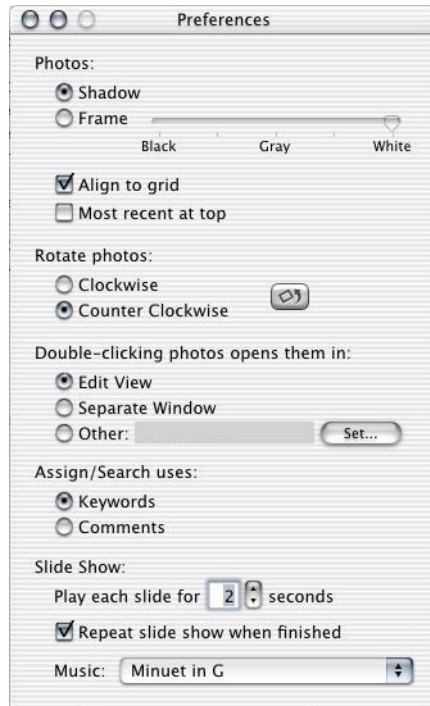 Preferences
Photos:
Shadow
Frame
Black Gray White
Align to grid
Most recent at top
Rotate photos:
Clockwise
Counter Clockwise
Double-clicking photos opens them in:
Edit View
Separate Window
Other: Set...
Assign/Search uses:
Keywords
Comments
Slide Show:
Play each slide for 2 seconds
Repeat slide show when finished
Music: Minuet in G